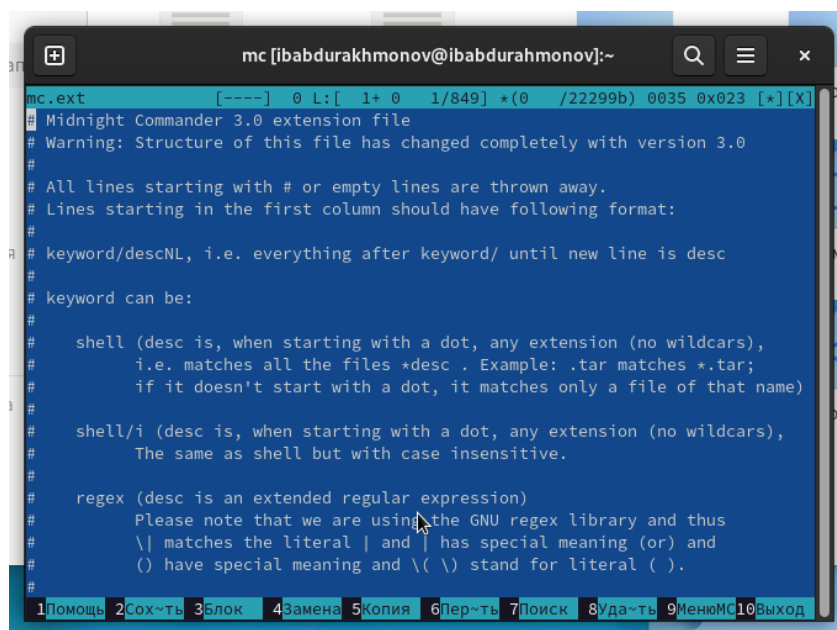 mc [ibabdurakhmonov@ibabdurahmonov]:~
mc.ext [----] 0 L:[ 1+ 0 1/849] *(0 /22299b) 0035 0x023 [*][X]
# Midnight Commander 3.0 extension file
# Warning: Structure of this file has changed completely with version 3.0
#
# All lines starting with # or empty lines are thrown away.
# Lines starting in the first column should have following format:
#
# keyword/descNL, i.e. everything after keyword/ until new line is desc
#
# keyword can be:
#
#    shell (desc is, when starting with a dot, any extension (no wildcars),
#          i.e. matches all the files *desc . Example: .tar matches *.tar;
#          if it doesn't start with a dot, it matches only a file of that name)
#
#    shell/i (desc is, when starting with a dot, any extension (no wildcars),
#          The same as shell but with case insensitive.
#
#    regex (desc is an extended regular expression)
#          Please note that we are using the GNU regex library and thus
#          \| matches the literal | and | has special meaning (or) and
#          () have special meaning and \( \) stand for literal ( ).
#
1Помощь 2Сох~ть 3Блок 4Замена 5Копия 6Пер~ть 7Поиск 8Уда~ть 9МенюMC 10Выход